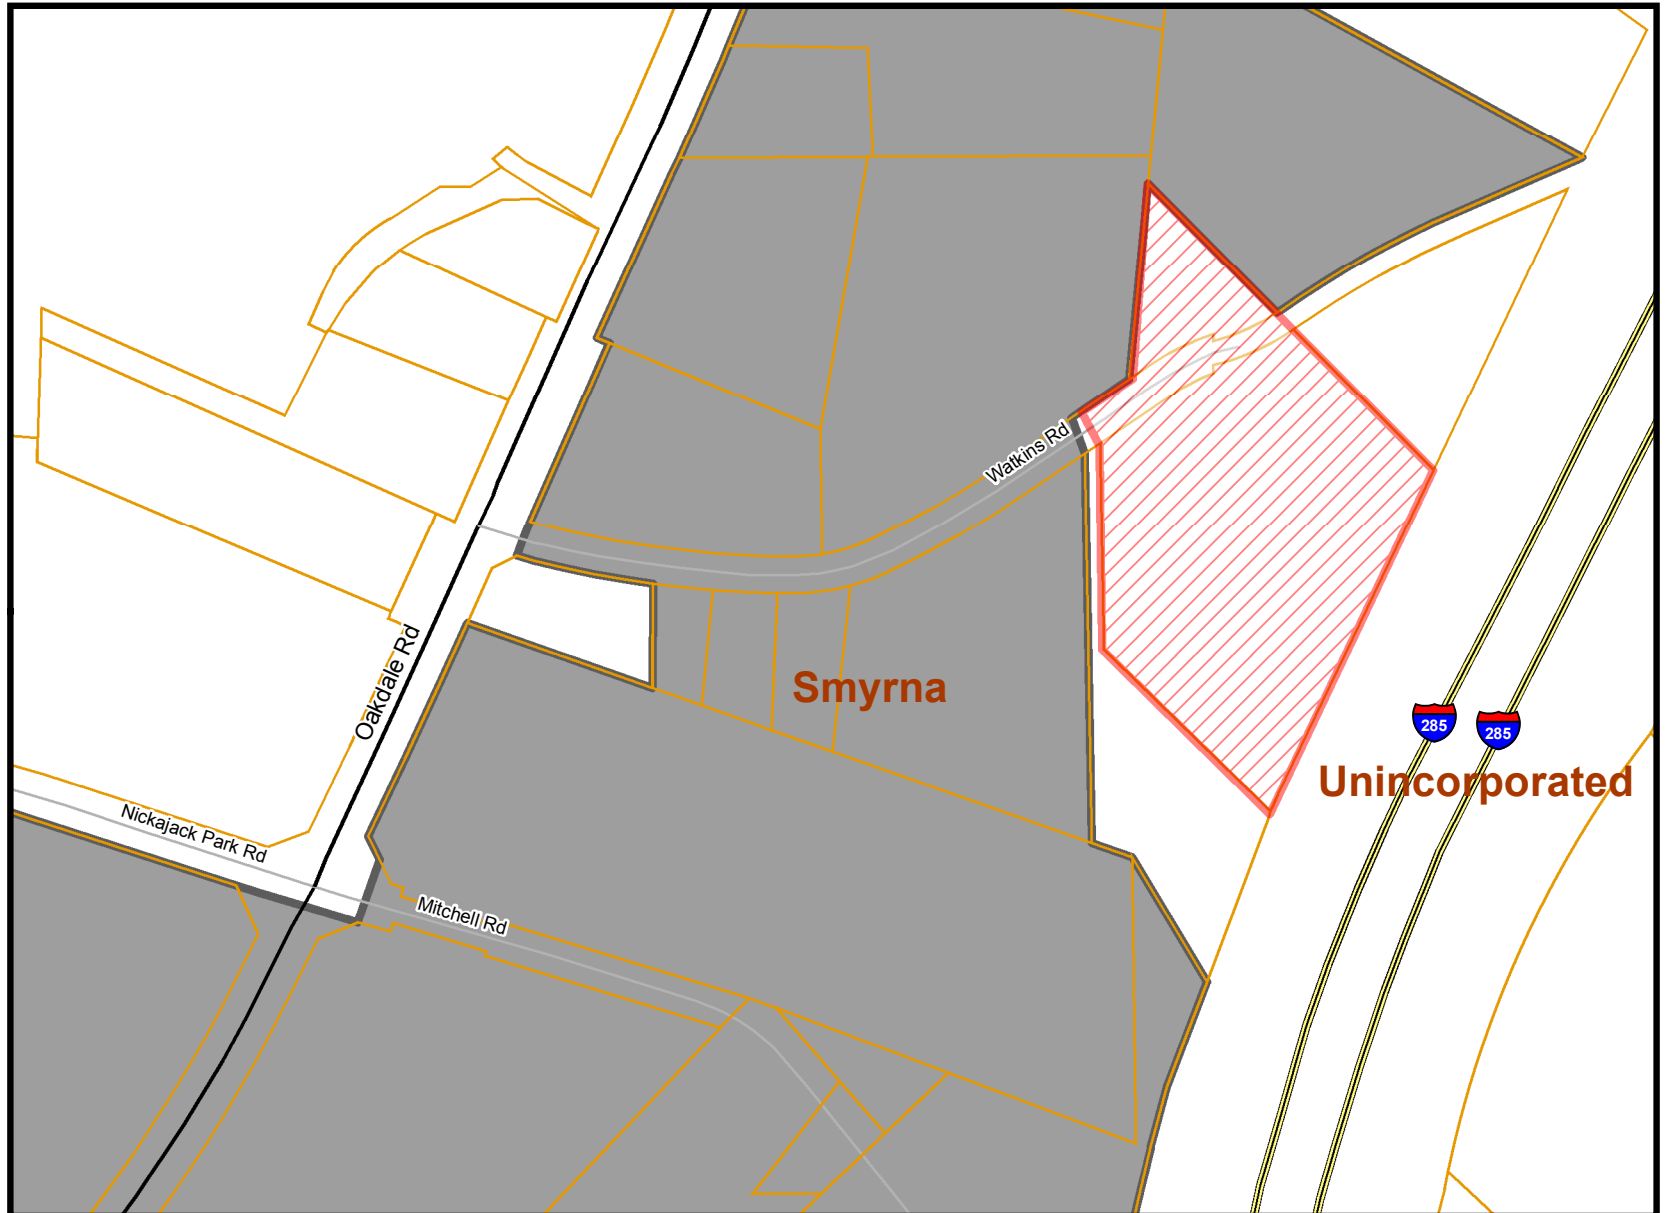 Watkins Rd
Oakdale Rd
Smyrna
285
285
Unincorporated
Nickajack Park Rd
Mitchell Rd